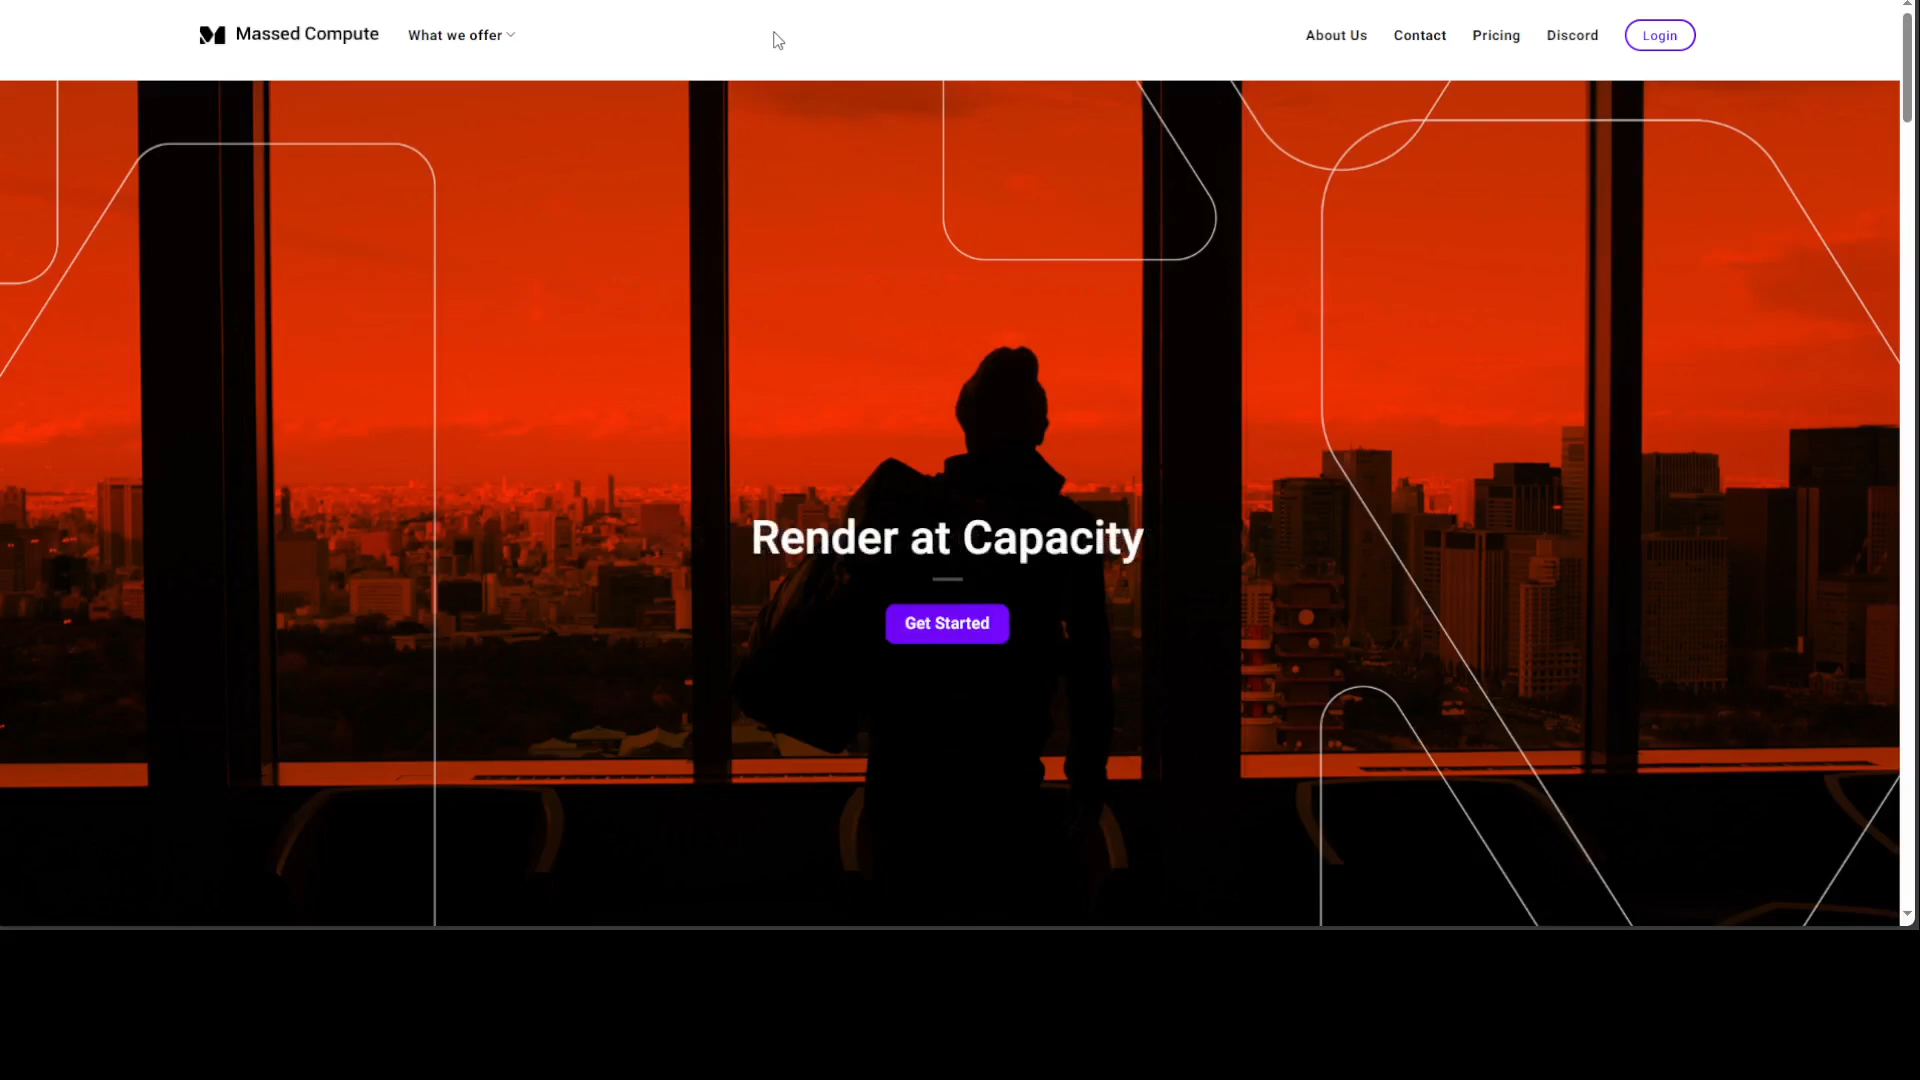 Massed Compute
What we offer
About Us
Contact
Pricing
Discord
Login
Render at Capacity
Get Started